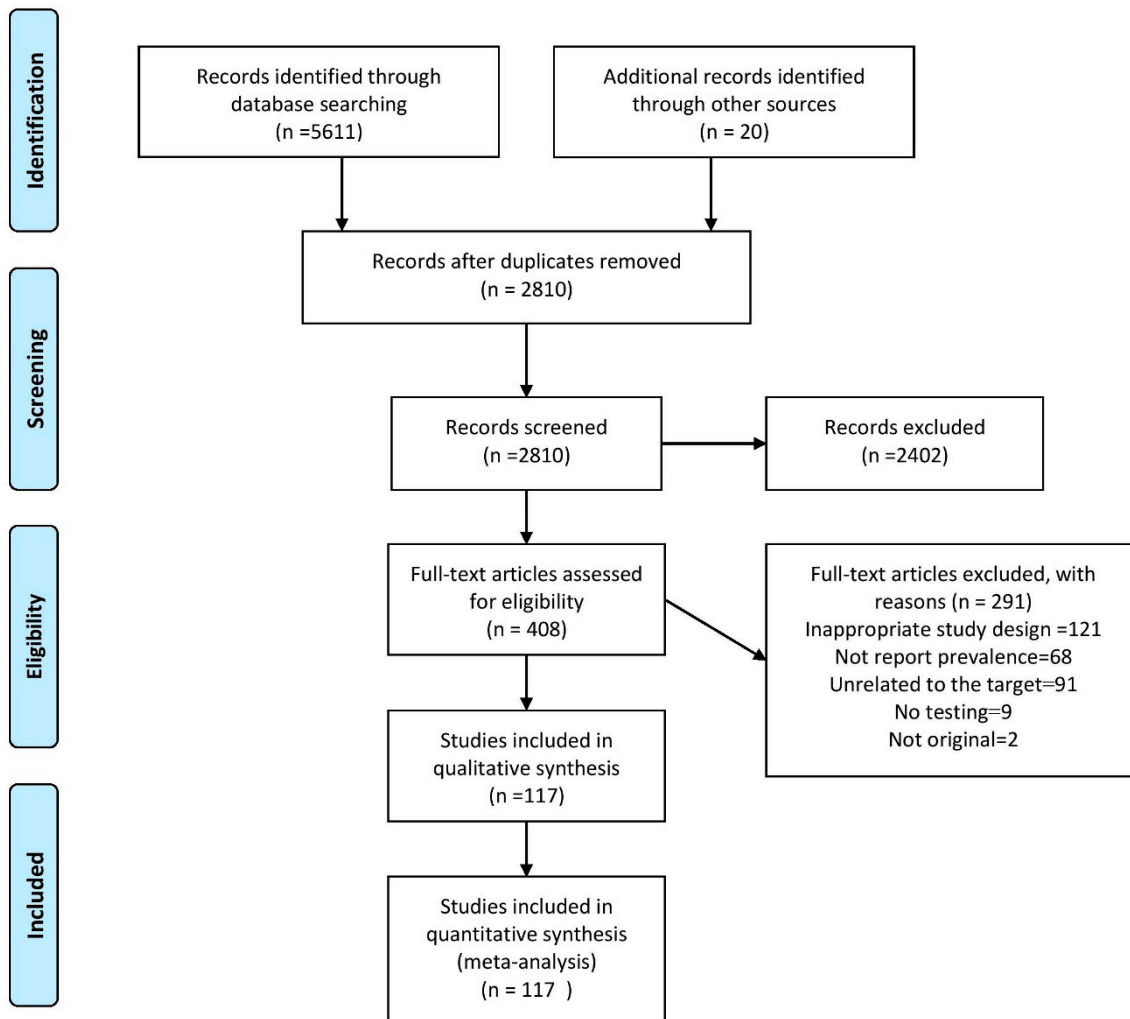 Identification
Records identified through
database searching
(n =5611)
Additional records identified
through other sources
(n = 20)
Records after duplicates removed
(n = 2810)
Screening
Records screened
(n =2810)
Records excluded
(n =2402)
Eligibility
Full-text articles assessed
for eligibility
(n = 408)
Full-text articles excluded, with
reasons (n = 291)
Inappropriate study design =121
Not report prevalence=68
Unrelated to the target=91
No testing=9
Not original=2
Studies included in
qualitative synthesis
(n =117)
Included
Studies included in
quantitative synthesis
(meta-analysis)
(n = 117  )